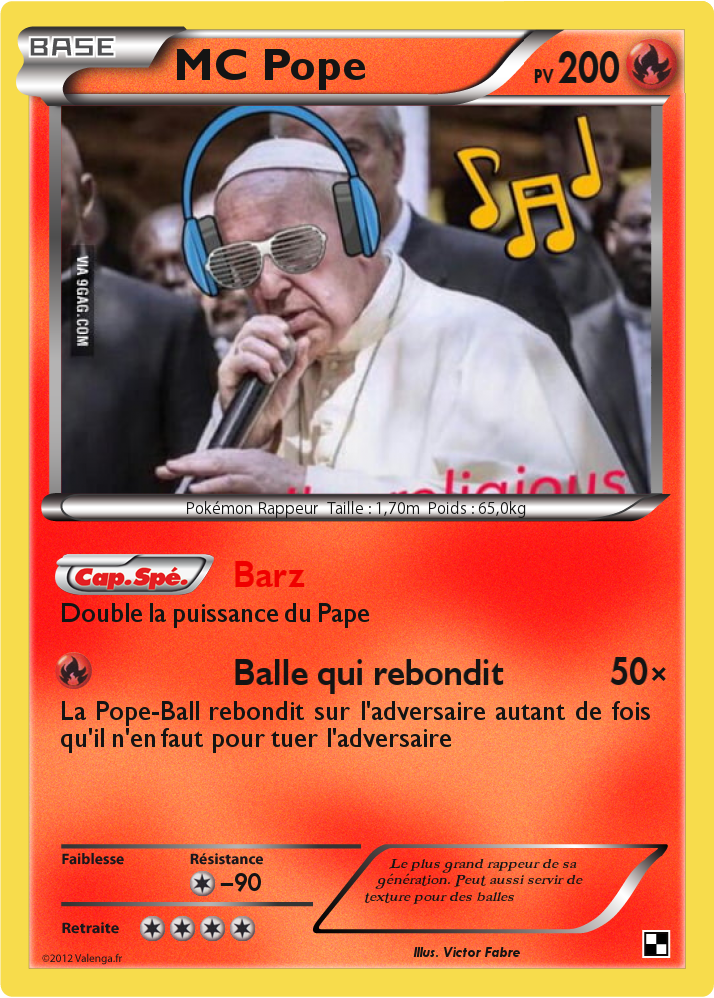 BASE
MC Pope
PV 200
VIA 9GAG.COM
religious
Pokémon Rappeur Taille : 1,70m Poids : 65,0kg
Cap.Spé. Barz
Double la puissance du Pape
Balle qui rebondit 50×
La Pope-Ball rebondit sur l'adversaire autant de fois
qu'il n'en faut pour tuer l'adversaire
Faiblesse Résistance
–90
Retraite
Le plus grand rappeur de sa
génération. Peut aussi servir de
texture pour des balles
Illus. Victor Fabre
©2012 Valenga.fr